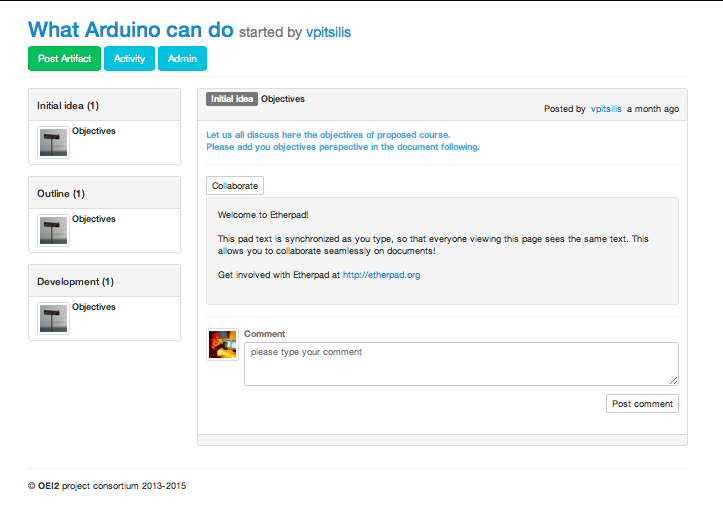 What Arduino can do started by vpitsilis
Post Artifact Activity Admin
Initial idea (1)
Objectives
Outline (1)
Objectives
Development (1)
Objectives
Initial idea Objectives
Posted by vpitsilis a month ago
Let us all discuss here the objectives of proposed course.
Please add you objectives perspective in the document following.
Collaborate
Welcome to Etherpad!
This pad text is synchronized as you type, so that everyone viewing this page sees the same text. This
allows you to collaborate seamlessly on documents!
Get involved with Etherpad at http://etherpad.org
Comment
please type your comment
Post comment
© OEI2 project consortium 2013-2015